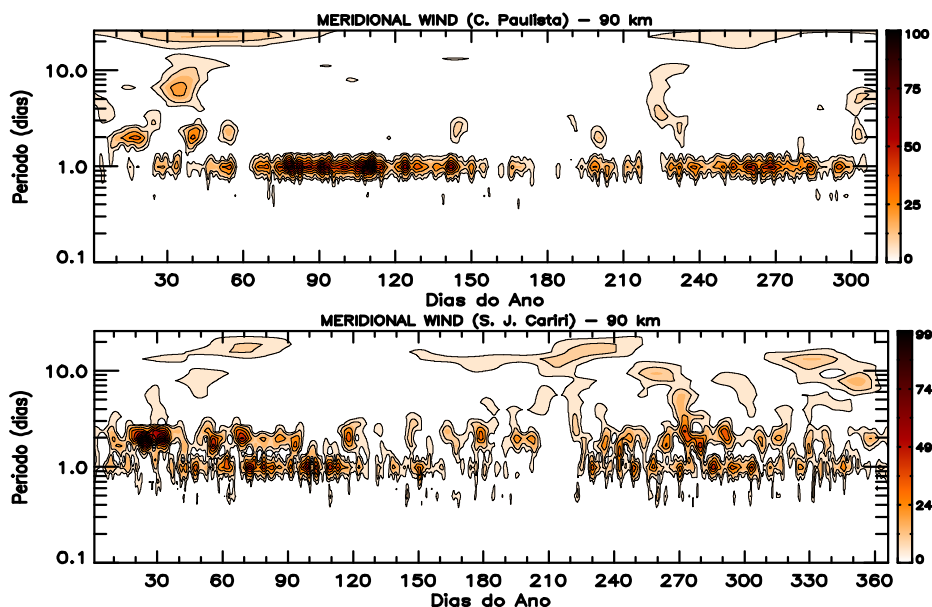 MERIDIONAL WIND (C. Paulista) – 90 km
Periodo (dias)
10.0
1.0
0.1
30 60 90 120 150 180 210 240 270 300
Dias do Ano
100
75
50
25
0
MERIDIONAL WIND (S. J. Cariri) – 90 km
Periodo (dias)
10.0
1.0
0.1
30 60 90 120 150 180 210 240 270 300 330 360
Dias do Ano
99
74
49
24
0